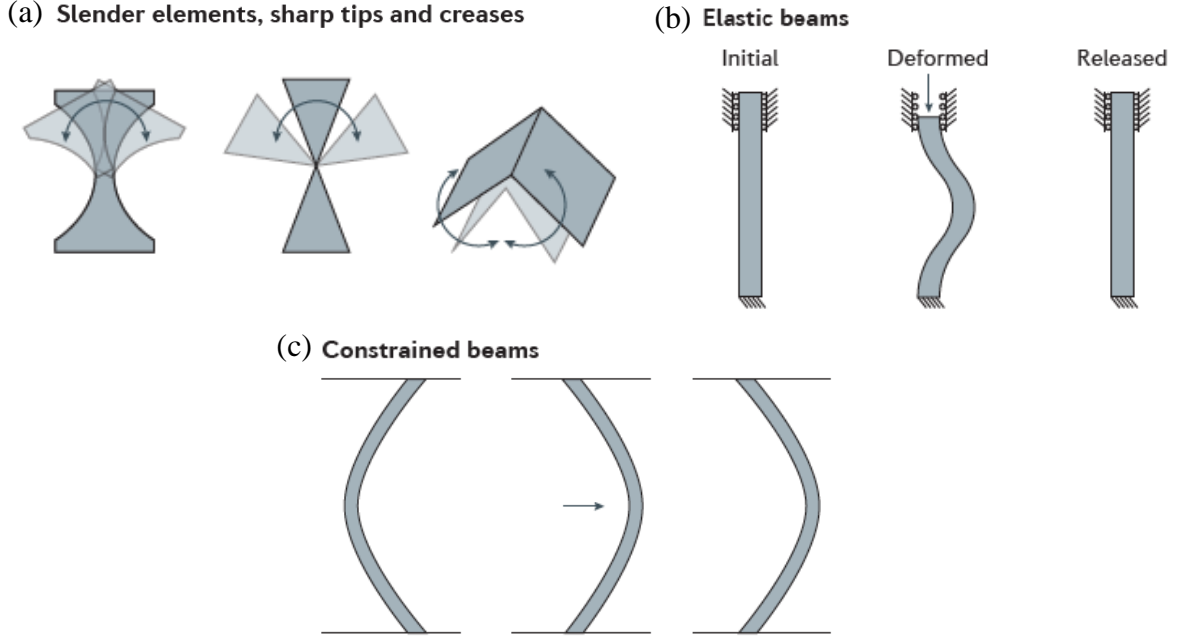 (a) Slender elements, sharp tips and creases
(b) Elastic beams
Initial
Deformed
Released
(c) Constrained beams